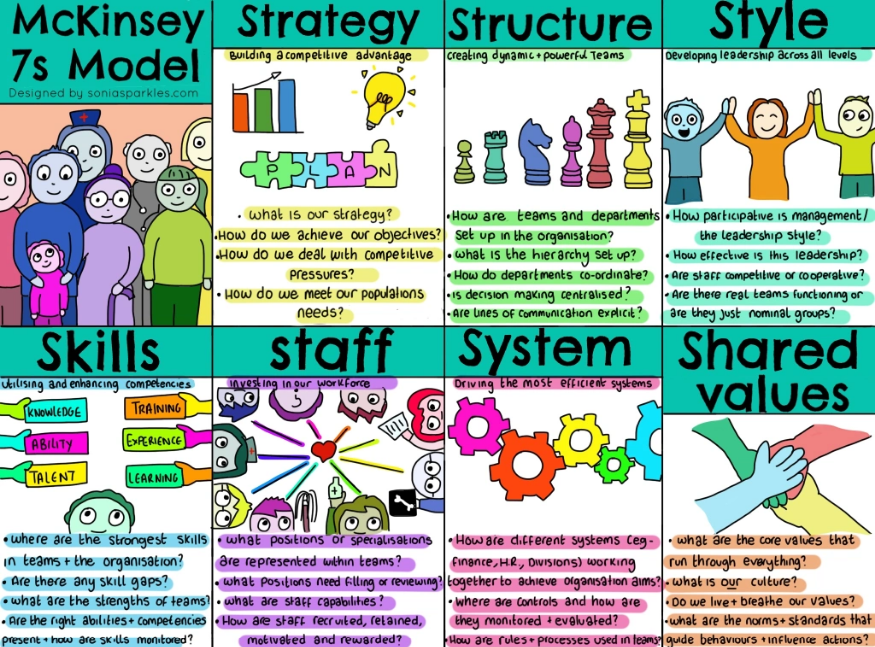 McKinsey
7s Model
Designed by soniasparkles.com
Strategy
Building a competitive advantage
PLAN
• what is our strategy?
• How do we achieve our objectives?
• How do we deal with competitive
pressures?
• How do we meet our populations
needs?
Structure
creating dynamic + powerful Teams
• How are teams and departments
set up in the organisation?
• what is the hierarchy set up?
• How do departments co-ordinate?
• is decision making centralised?
• Are lines of communication explicit?
Style
Developing leadership across all levels
• How participative is management/
the leadership style?
• How effective is this leadership?
• Are staff competitive or cooperative?
• Are there real teams functioning or
are they just nominal groups?
Skills
utilising and enhancing competencies
KNOWLEDGE
TRAINING
ABILITY
EXPERIENCE
TALENT
LEARNING
• where are the strongest skills
in teams + the organisation?
• Are there any skill gaps?
• what are the strengths of teams?
• Are the right abilities + competencies
present + how are skills monitored?
staff
investing in our workforce
• what positions or specialisations
are represented within teams?
• what positions need filling or reviewing?
• what are staff capabilities?
• How are staff recruited, retained,
motivated and rewarded?
System
Driving the most efficient systems
• How are different systems (eg-
finance, H.R, Divisions) working
together to achieve organisation aims?
• where are controls and how are
they monitored + evaluated?
• How are rules + processes used in teams?
Shared
values
• what are the core values that
run through everything?
• what is our culture?
• Do we live + breathe our values?
• what are the norms + standards that
guide behaviours + influence actions?